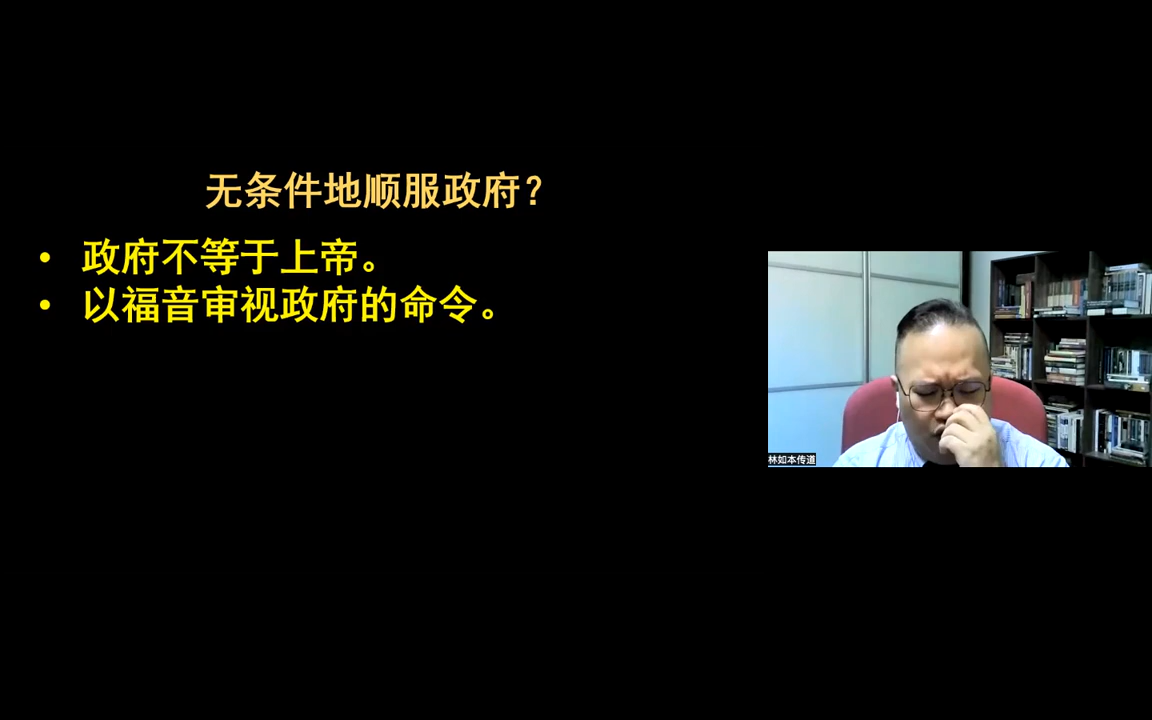 无条件地顺服政府？
• 政府不等于上帝。
• 以福音审视政府的命令。
林如本传道